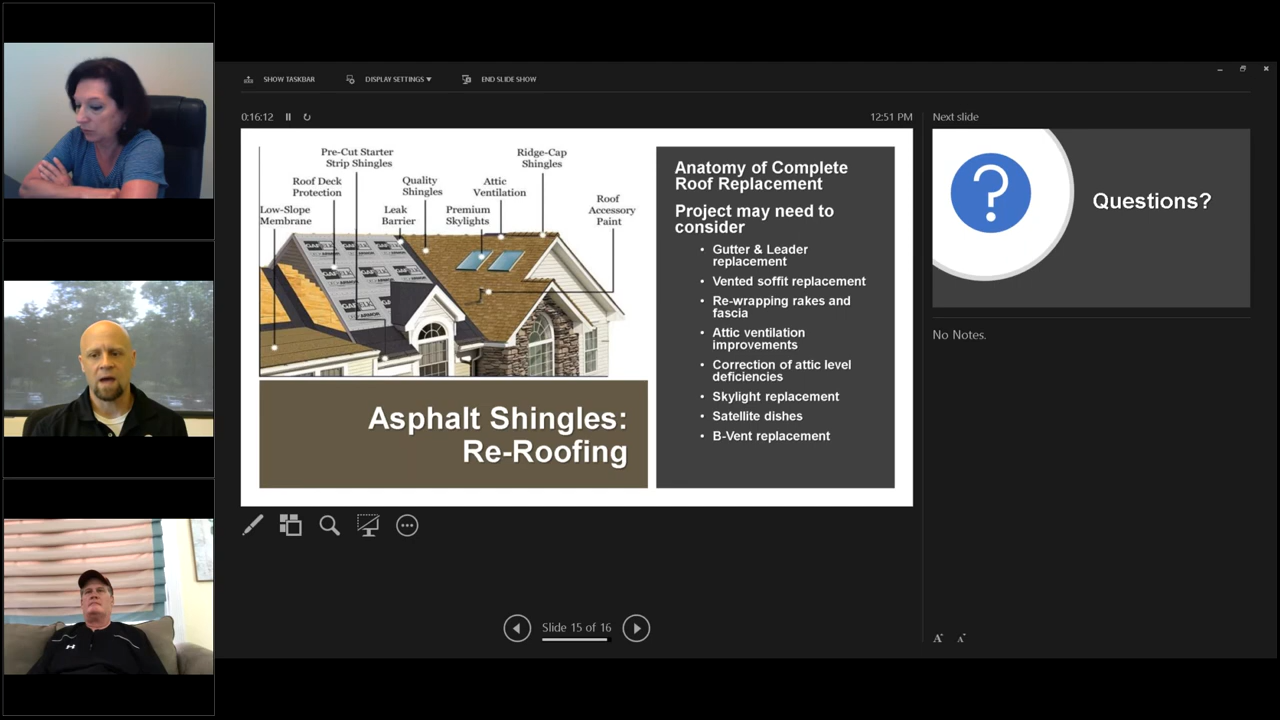 SHOW TASKBAR
DISPLAY SETTINGS ▾
END SLIDE SHOW
0:16:12
12:51 PM
Next slide
Pre-Cut Starter
Strip Shingles
Ridge-Cap
Shingles
Roof Deck
Protection
Quality
Shingles
Attic
Ventilation
Roof
Accessory
Paint
Low-Slope
Membrane
Leak
Barrier
Premium
Skylights
Asphalt Shingles:
Re-Roofing
Anatomy of Complete
Roof Replacement
Project may need to
consider
• Gutter & Leader
replacement
• Vented soffit replacement
• Re-wrapping rakes and
fascia
• Attic ventilation
improvements
• Correction of attic level
deficiencies
• Skylight replacement
• Satellite dishes
• B-Vent replacement
?
Questions?
No Notes.
Slide 15 of 16
A A